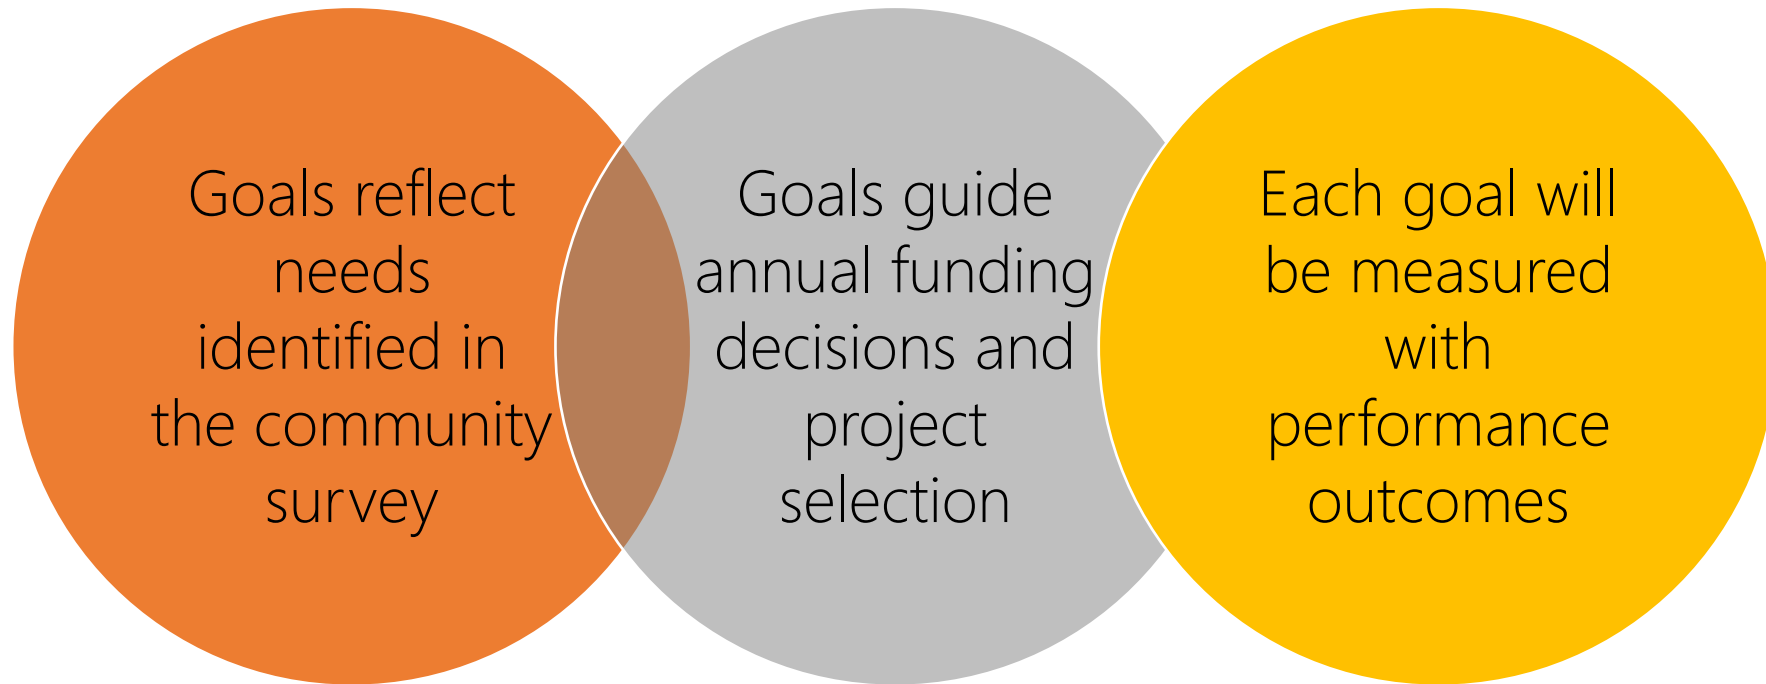 Goals reflect
needs
identified in
the community
survey
Goals guide
annual funding
decisions and
project
selection
Each goal will
be measured
with
performance
outcomes